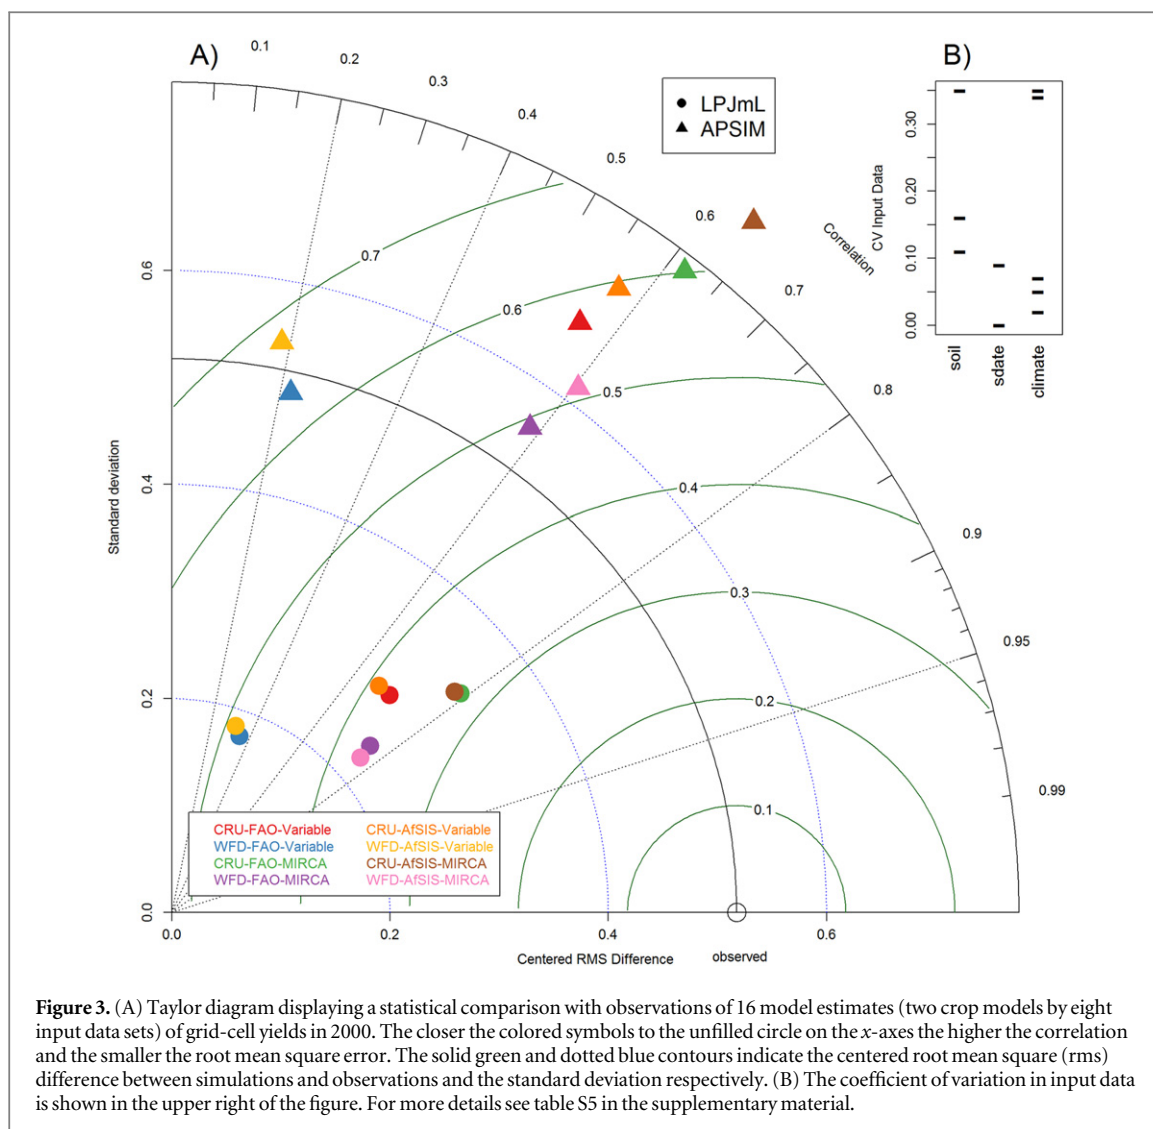 A)
0.1
0.2
0.3
0.4
0.5
0.6
0.7
0.8
0.9
0.95
0.99
Correlation
LPJmL
APSIM
B)
CV Input Data
0.00
0.10
0.20
0.30
soil
sdate
climate
Standard deviation
0.6
0.4
0.2
0.0
0.7
0.6
0.5
0.4
0.3
0.2
0.1
CRU-FAO-Variable
WFD-FAO-Variable
CRU-FAO-MIRCA
WFD-FAO-MIRCA
CRU-AfSIS-Variable
WFD-AfSIS-Variable
CRU-AfSIS-MIRCA
WFD-AfSIS-MIRCA
0.0
0.2
0.4
0.6
Centered RMS Difference
observed
Figure 3. (A) Taylor diagram displaying a statistical comparison with observations of 16 model estimates (two crop models by eight
input data sets) of grid-cell yields in 2000. The closer the colored symbols to the unfilled circle on the x-axes the higher the correlation
and the smaller the root mean square error. The solid green and dotted blue contours indicate the centered root mean square (rms)
difference between simulations and observations and the standard deviation respectively. (B) The coefficient of variation in input data
is shown in the upper right of the figure. For more details see table S5 in the supplementary material.